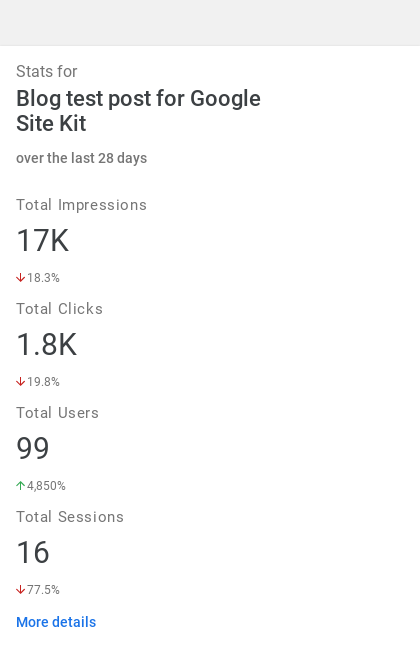 Stats for
Blog test post for Google
Site Kit
over the last 28 days
Total Impressions
17K
↓18.3%
Total Clicks
1.8K
↓19.8%
Total Users
99
↑4,850%
Total Sessions
16
↓77.5%
More details